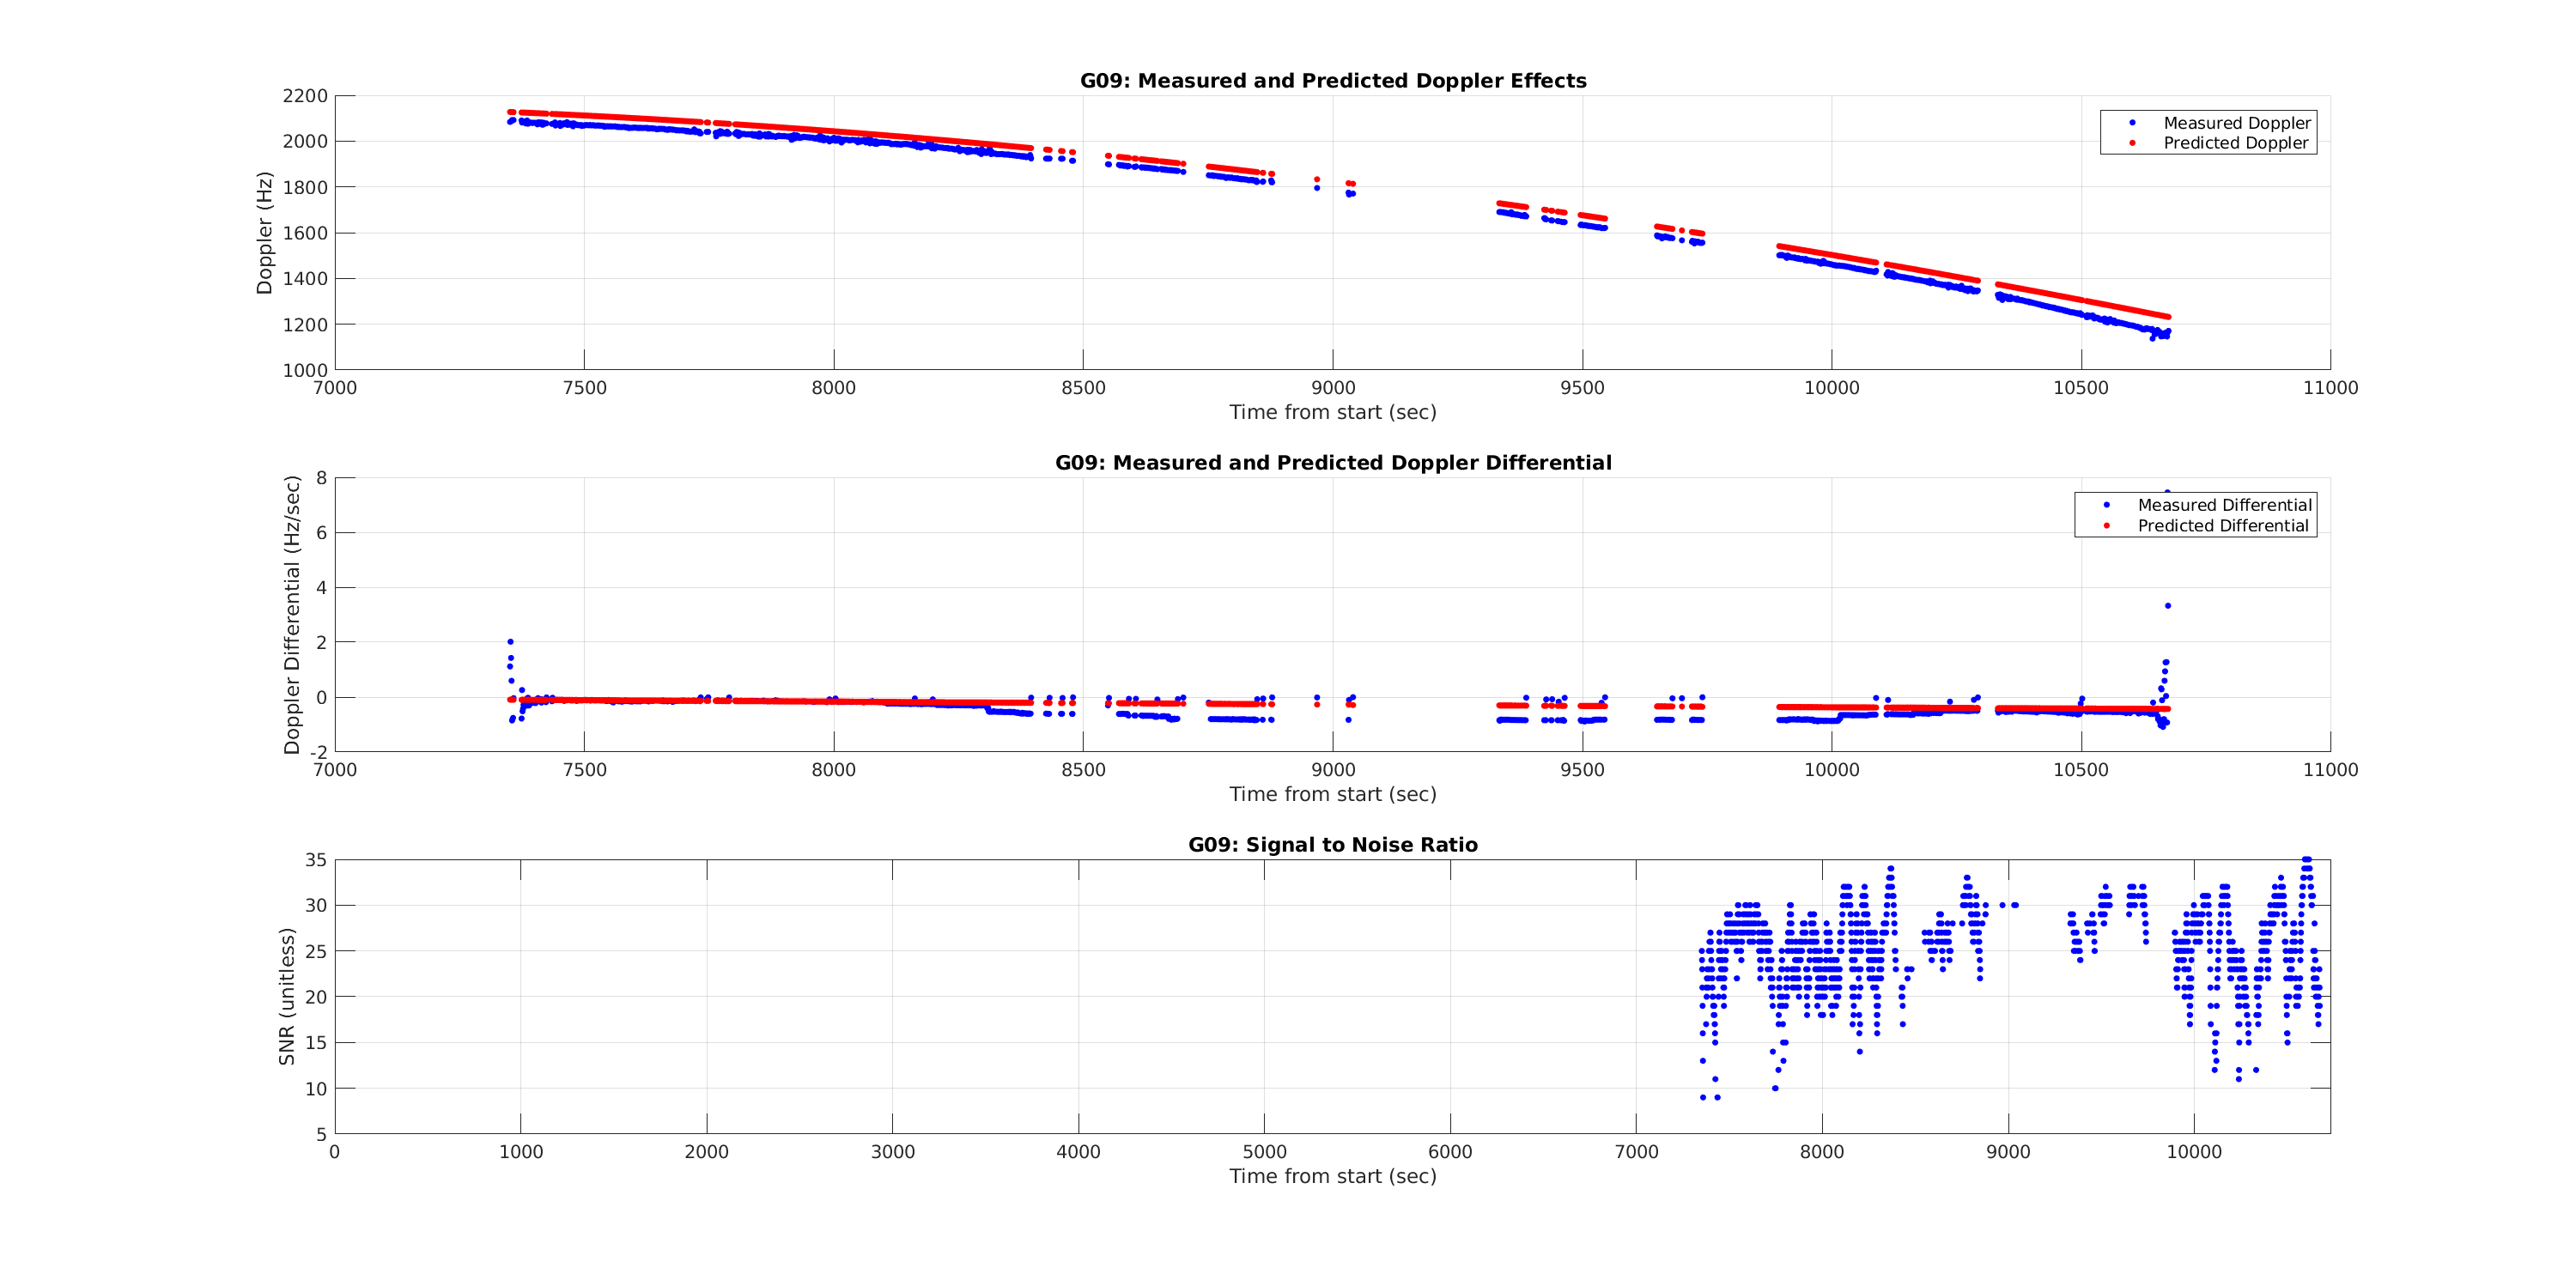 G09: Measured and Predicted Doppler Effects
Doppler (Hz)
2200
2000
1800
1600
1400
1200
1000
Measured Doppler
Predicted Doppler
7000 7500 8000 8500 9000 9500 10000 10500 11000
Time from start (sec)
G09: Measured and Predicted Doppler Differential
Doppler Differential (Hz/sec)
8
6
4
2
0
-2
Measured Differential
Predicted Differential
7000 7500 8000 8500 9000 9500 10000 10500 11000
Time from start (sec)
G09: Signal to Noise Ratio
SNR (unitless)
35
30
25
20
15
10
5
0 1000 2000 3000 4000 5000 6000 7000 8000 9000 10000
Time from start (sec)